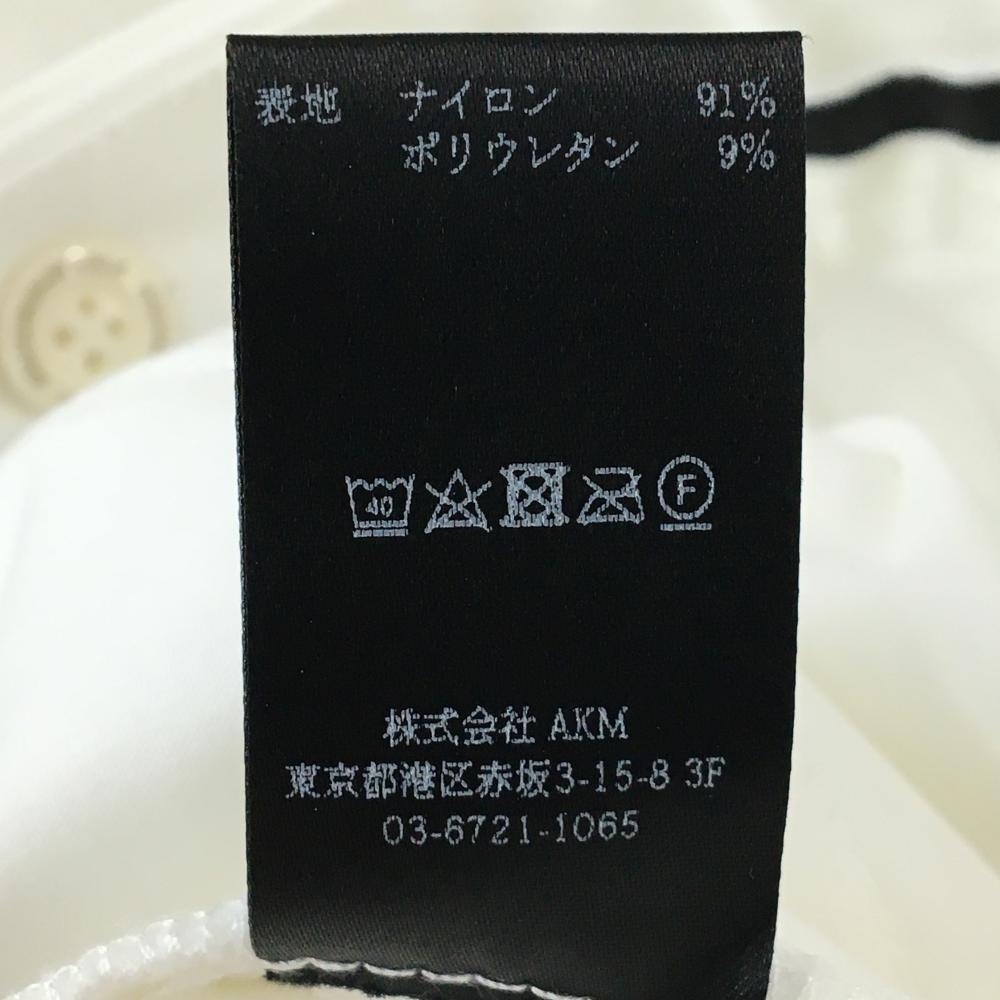 表地 ナイロン 91%
ポリウレタン 9%
40 F
株式会社 AKM
東京都港区赤坂3-15-8 3F
03-6721-1065